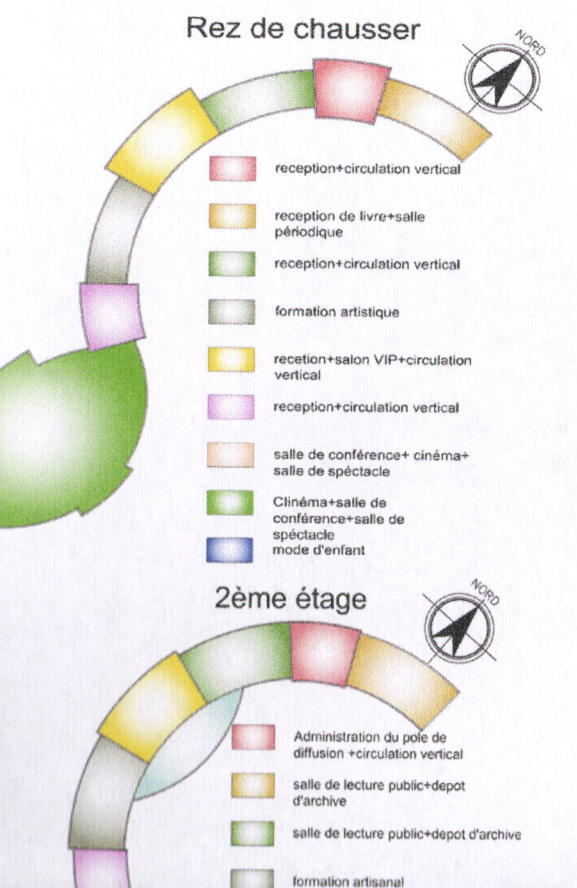 Rez de chausser
NORD
reception+circulation vertical
reception de livre+salle
périodique
reception+circulation vertical
formation artistique
recetion+salon VIP+circulation
vertical
reception+circulation vertical
salle de conférence+ cinéma+
salle de spéctacle
Clinéma+salle de
conférence+salle de
spéctacle
mode d'enfant
2ème étage
NORD
Administration du pole de
diffusion +circulation vertical
salle de lecture public+depot
d'archive
salle de lecture public+depot d'archive
formation artisanal